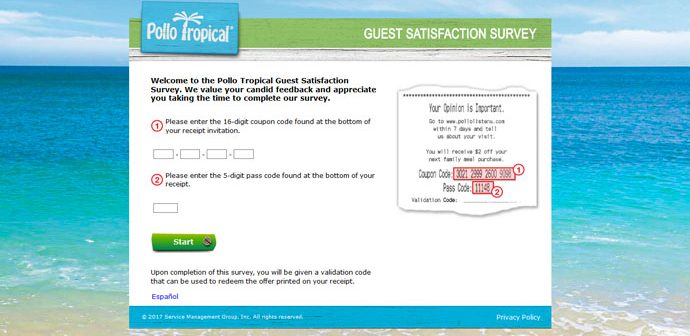 Pollo Tropical®
GUEST SATISFACTION SURVEY
Welcome to the Pollo Tropical Guest Satisfaction
Survey. We value your candid feedback and appreciate
you taking the time to complete our survey.
1 Please enter the 16-digit coupon code found at the bottom of
your receipt invitation.
- - -
2 Please enter the 5-digit pass code found at the bottom of your
receipt.
Start
Upon completion of this survey, you will be given a validation code
that can be used to redeem the offer printed on your receipt.
Español
Your Opinion is Important.
Go to www.pollolistens.com
within 7 days and tell
us about your visit.
You will receive $2 off your
next family meal purchase.
Coupon Code: 3021 2999 2600 9098 1
Pass Code: 11148 2
Validation Code:
© 2017 Service Management Group, Inc. All rights reserved.
Privacy Policy